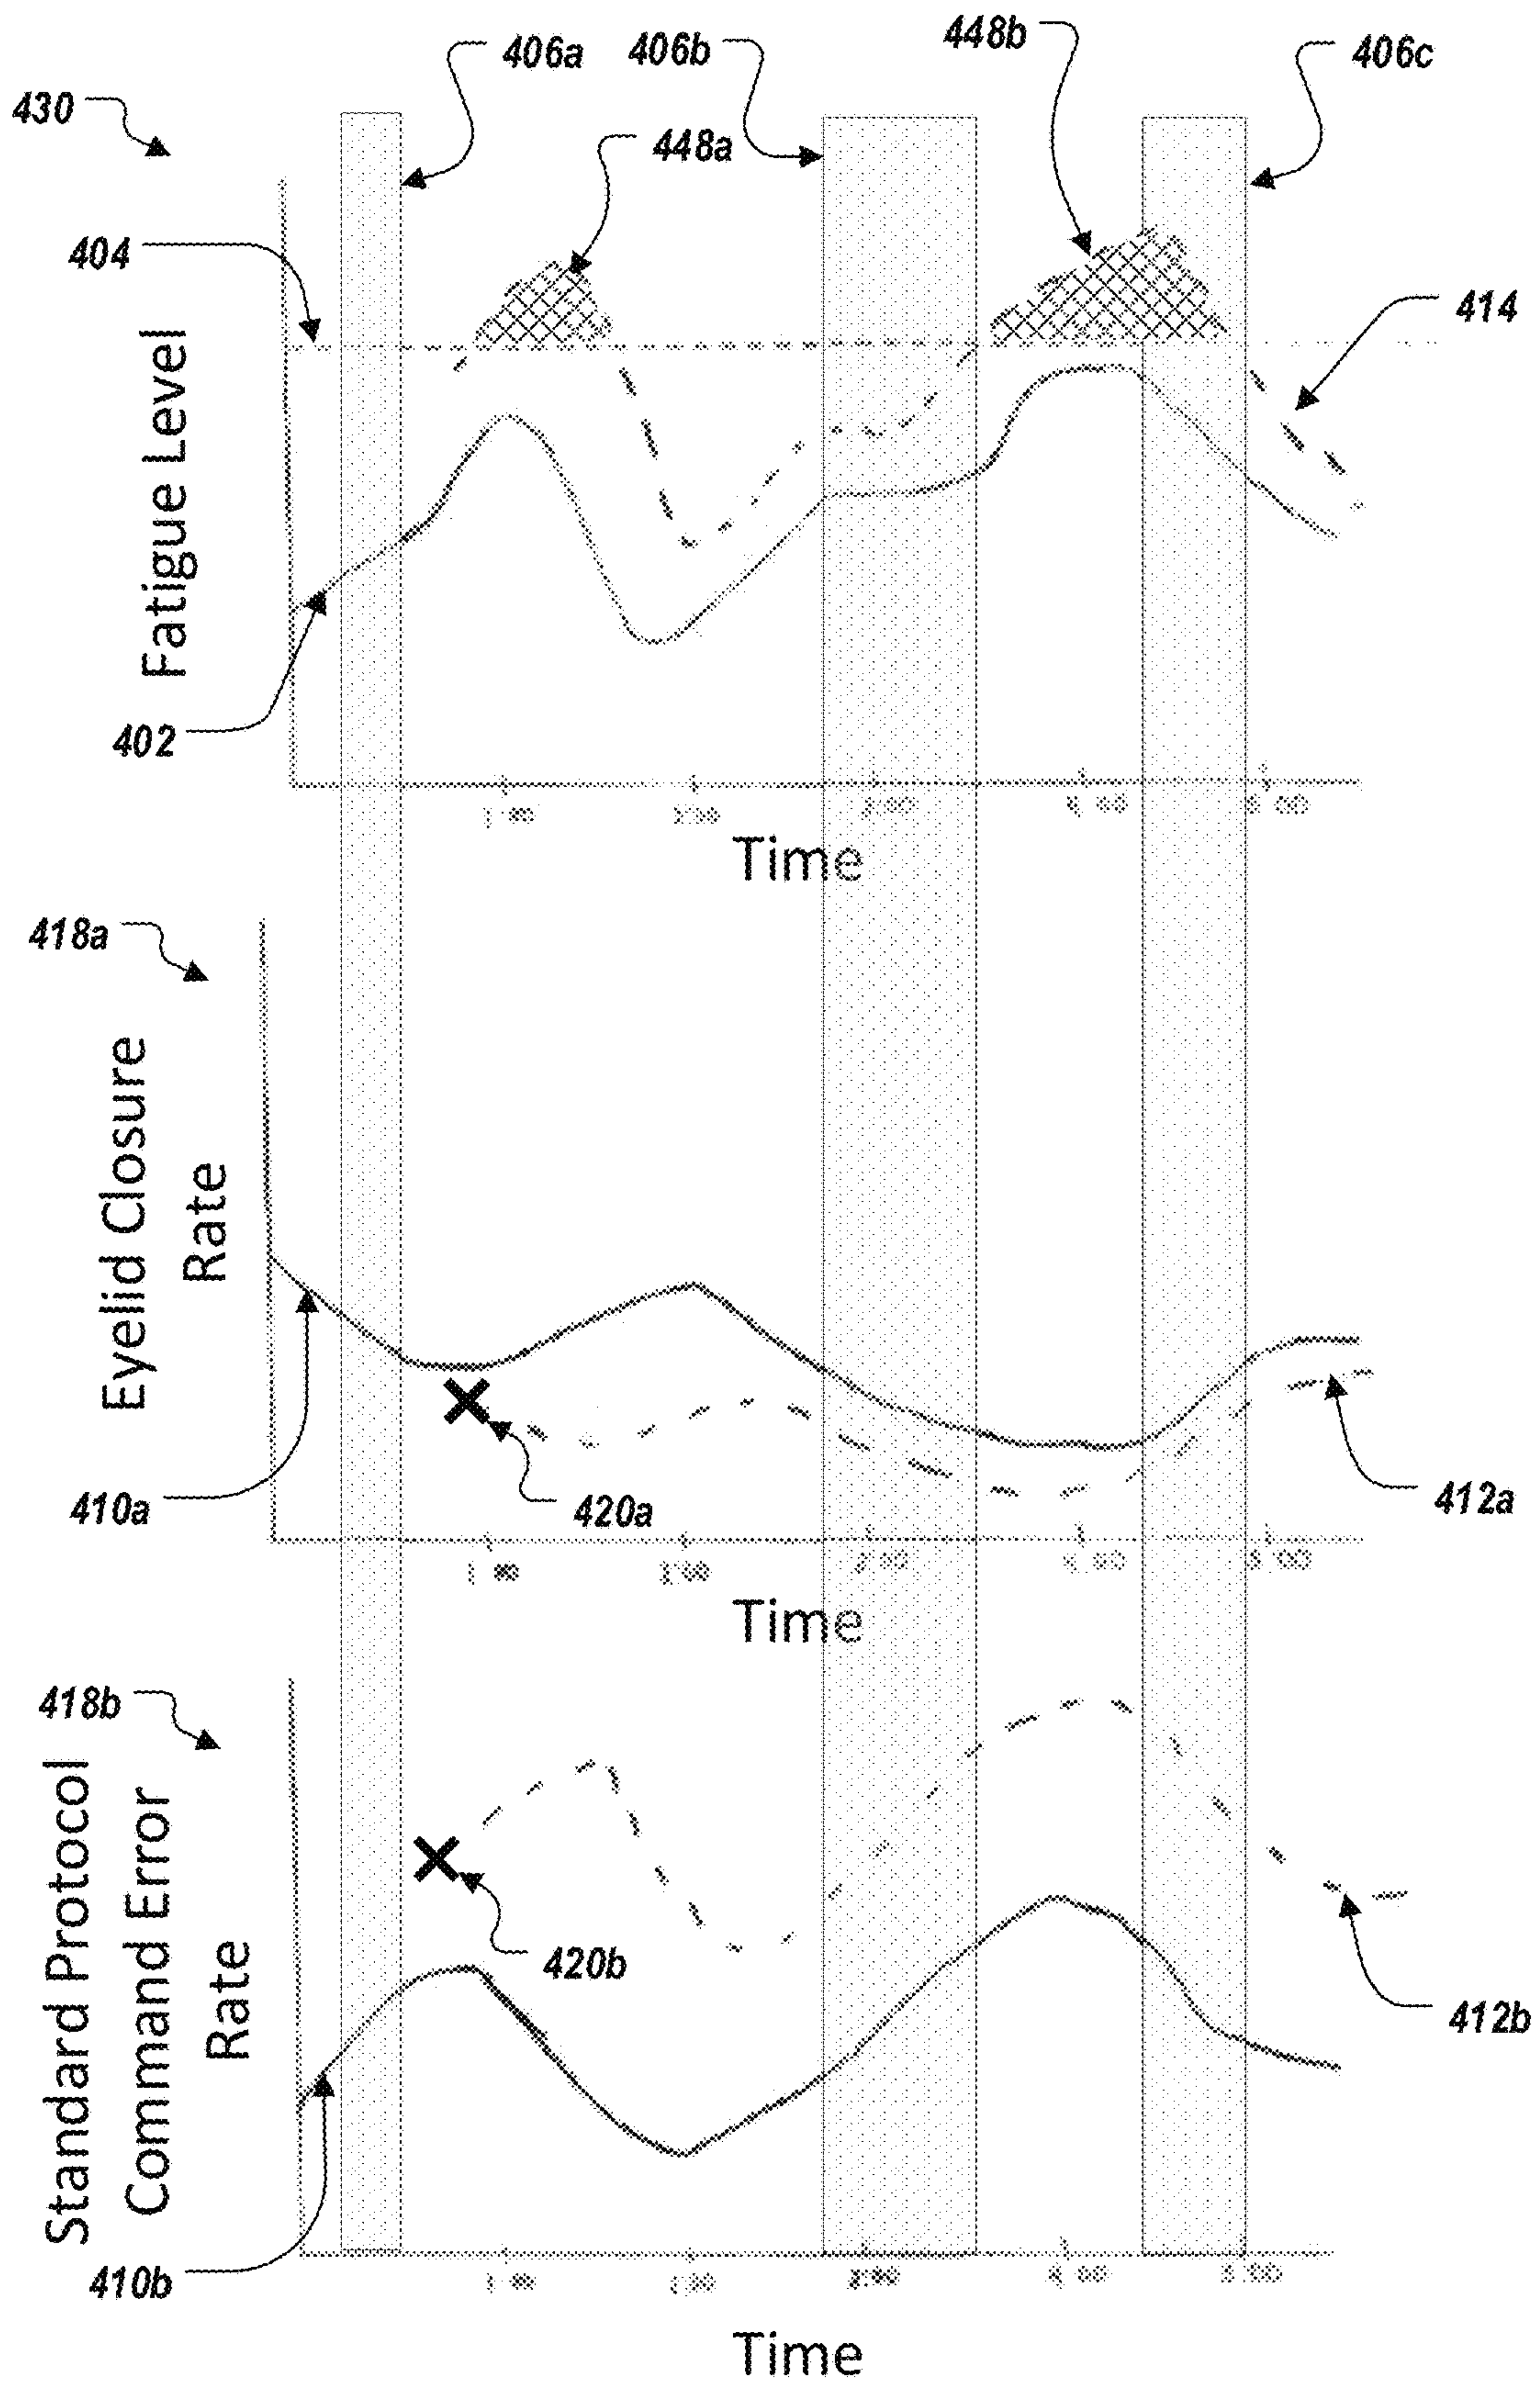 406a
406b
448b
406c
430
448a
404
414
Fatigue Level
402
Time
418a
Eyelid Closure
Rate
410a
420a
412a
Time
418b
Standard Protocol
Command Error
Rate
420b
412b
410b
Time